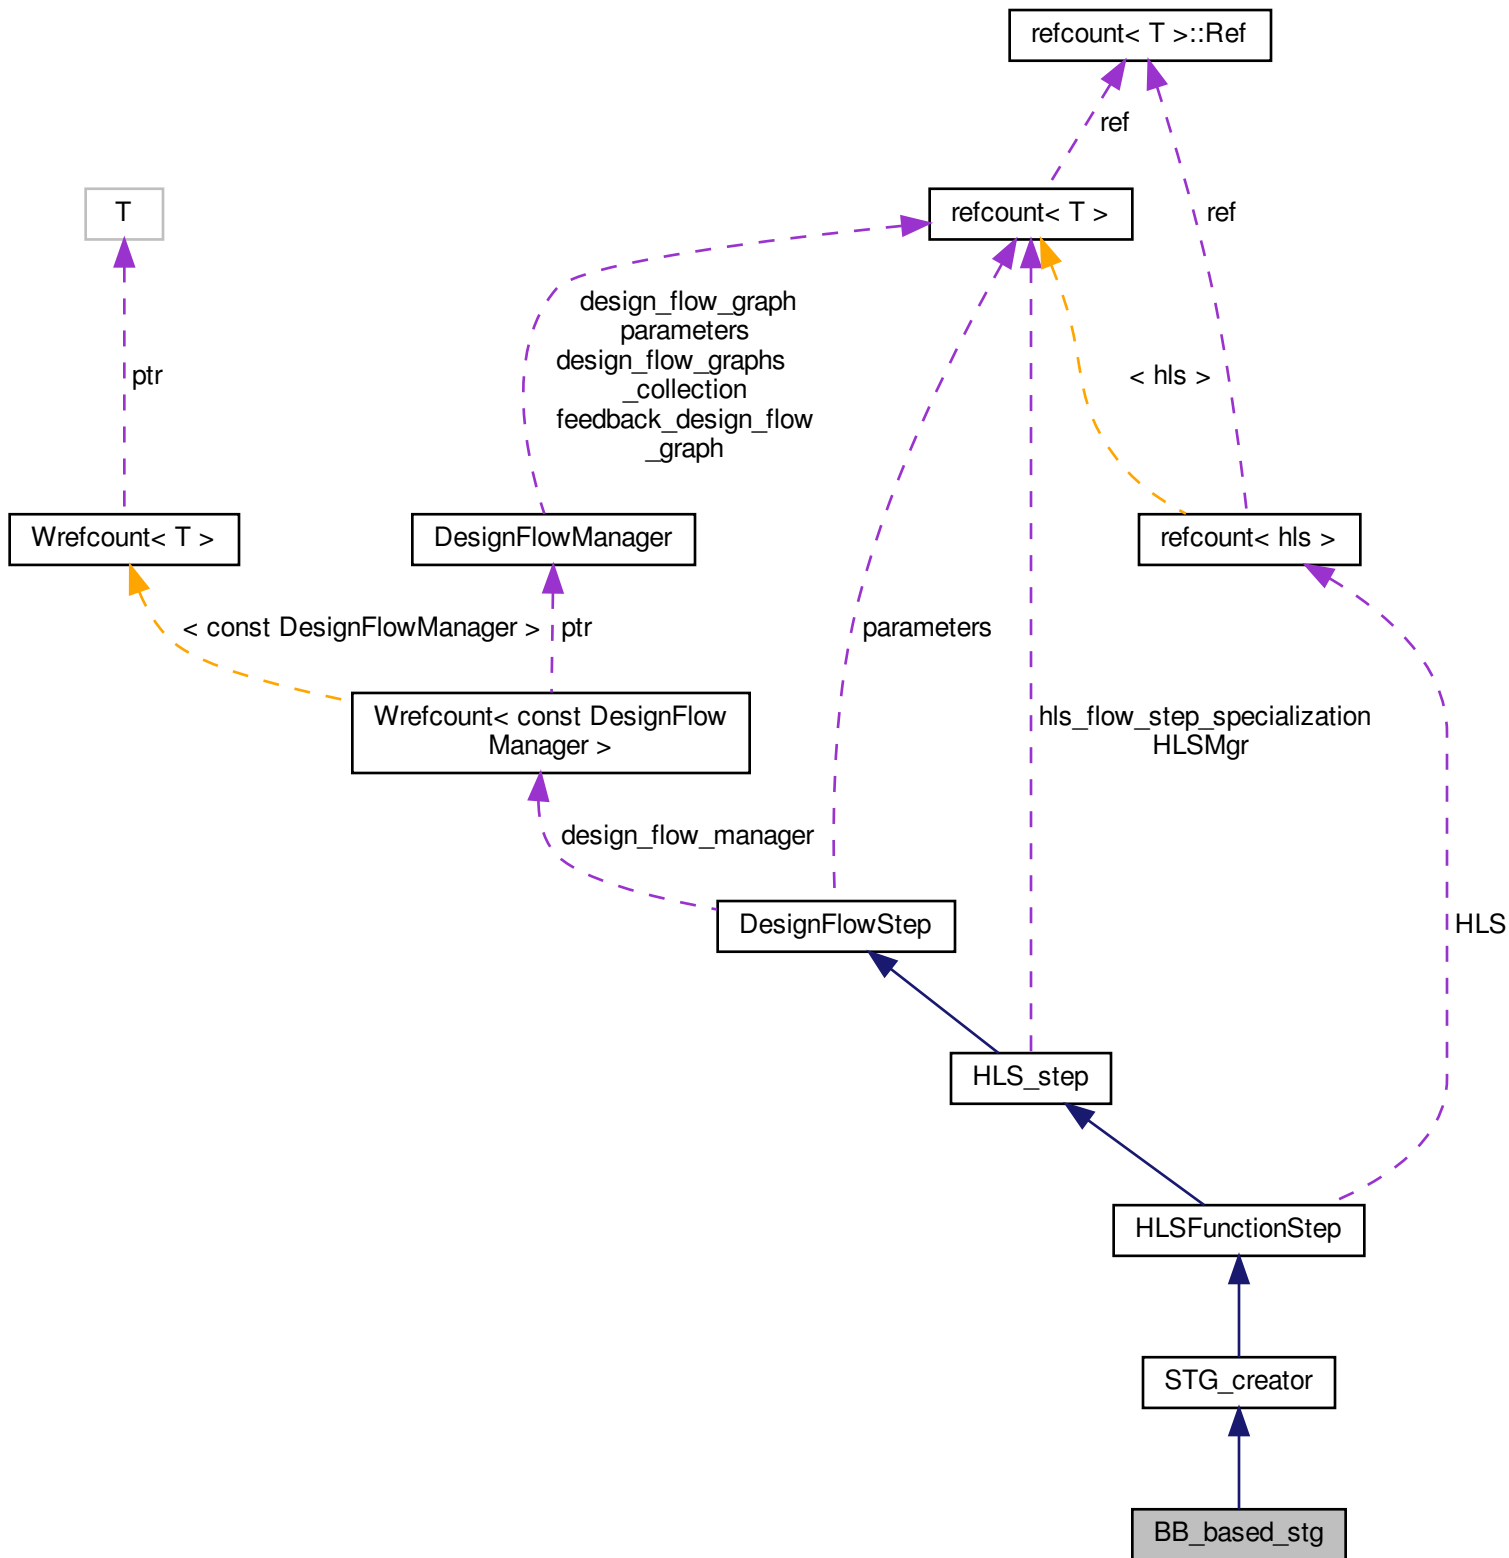 refcount< T >::Ref
ref
T
refcount< T >
ref
design_flow_graph
parameters
design_flow_graphs
_collection
feedback_design_flow
_graph
ptr
< hls >
Wrefcount< T >
DesignFlowManager
refcount< hls >
< const DesignFlowManager >
ptr
parameters
Wrefcount< const DesignFlow
Manager >
hls_flow_step_specialization
HLSMgr
design_flow_manager
DesignFlowStep
HLS
HLS_step
HLSFunctionStep
STG_creator
BB_based_stg